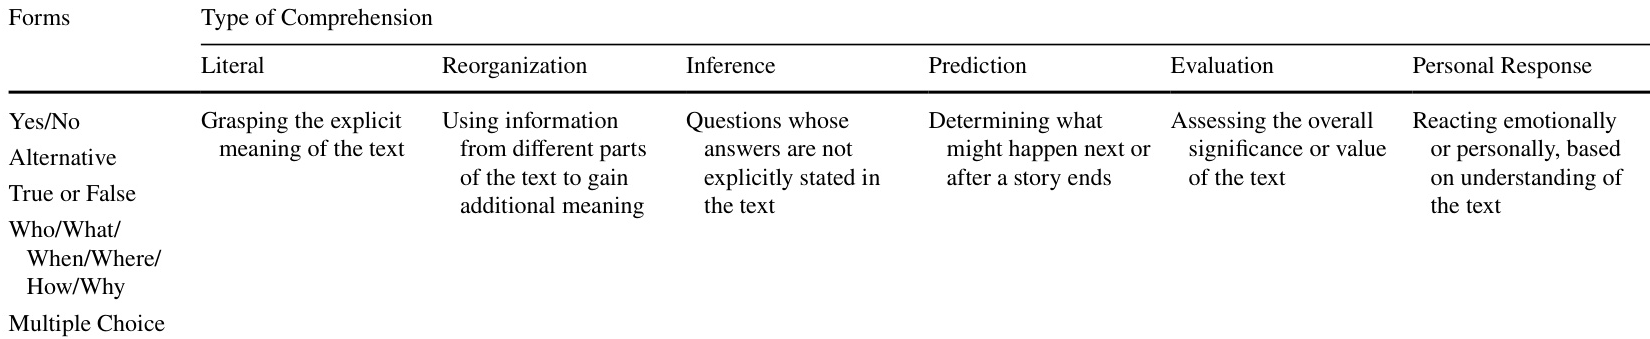 Forms Type of Comprehension
Literal Reorganization Inference Prediction Evaluation Personal Response
Yes/No
Alternative
True or False
Who/What/
When/Where/
How/Why
Multiple Choice
Grasping the explicit
meaning of the text
Using information
from different parts
of the text to gain
additional meaning
Questions whose
answers are not
explicitly stated in
the text
Determining what
might happen next or
after a story ends
Assessing the overall
significance or value
of the text
Reacting emotionally
or personally, based
on understanding of
the text